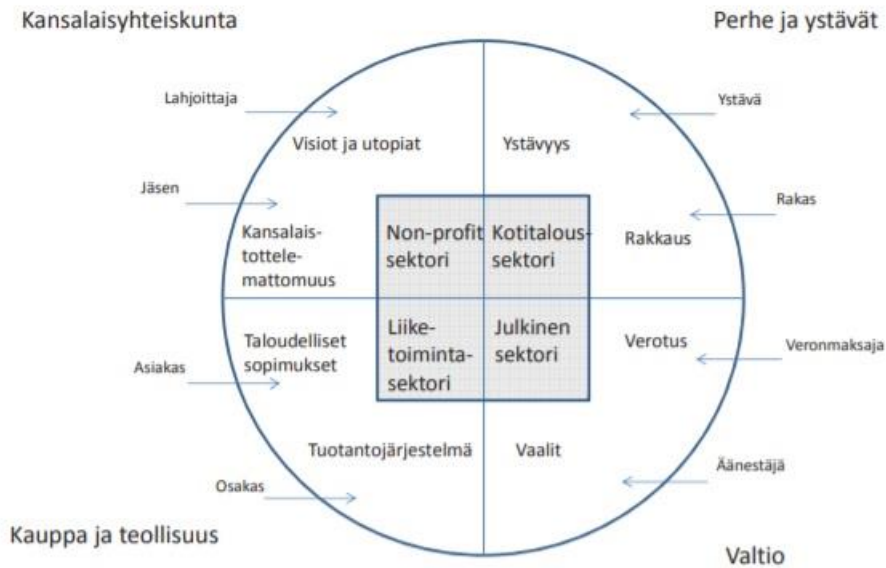 Kansalaisyhteiskunta
Perhe ja ystävät
Lahjoittaja
Ystävä
Visiot ja utopiat
Ystävyys
Jäsen
Rakas
Kansalais-
tottele-
mattomuus
Non-profit
sektori
Kotitalous-
sektori
Rakkaus
Taloudelliset
sopimukset
Liike-
toiminta-
sektori
Julkinen
sektori
Verotus
Veronmaksaja
Asiakas
Tuotantojärjestelmä
Vaalit
Äänestäjä
Osakas
Kauppa ja teollisuus
Valtio